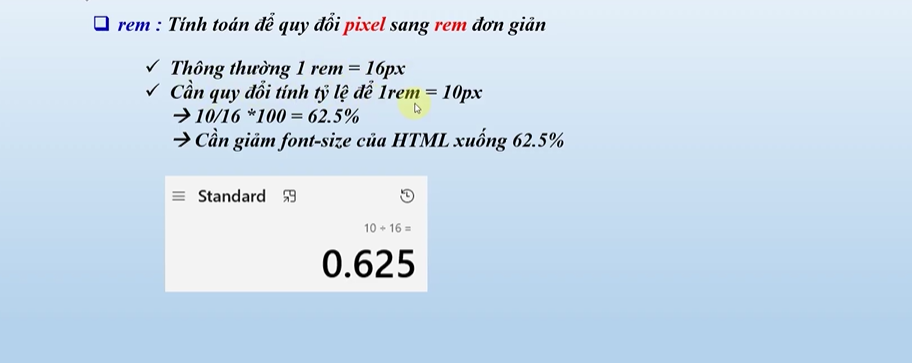 rem : Tính toán để quy đổi pixel sang rem đơn giản
✓ Thông thường 1 rem = 16px
✓ Cần quy đổi tính tỷ lệ để 1rem = 10px
→ 10/16 *100 = 62.5%
→ Cần giảm font-size của HTML xuống 62.5%
Standard
10 ÷ 16 =
0.625